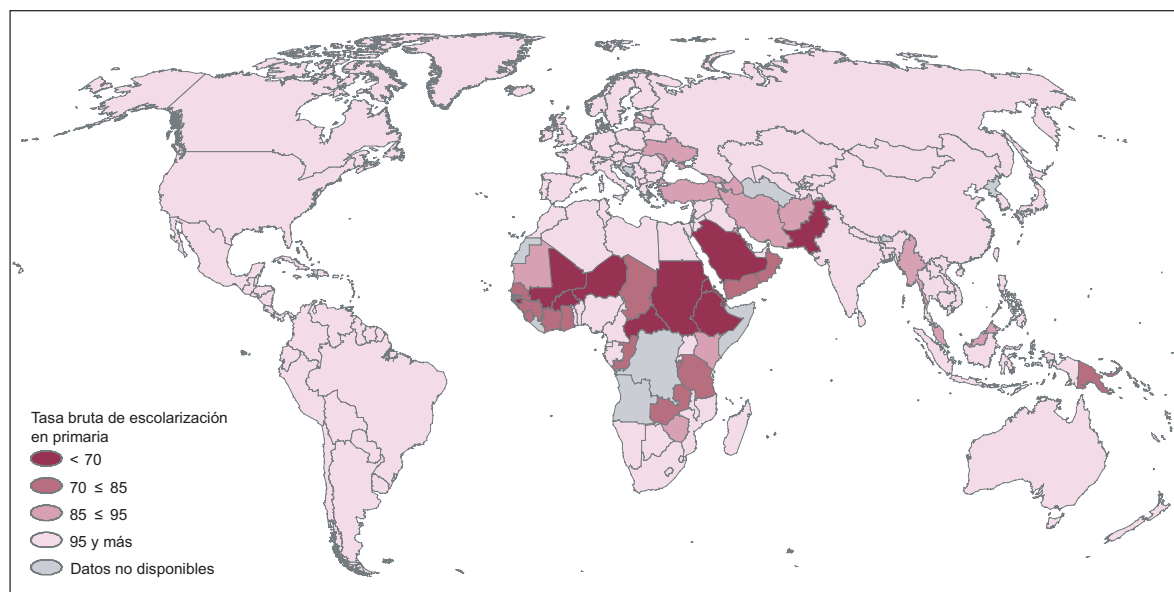 Tasa bruta de escolarización
en primaria
< 70
70 ≤ 85
85 ≤ 95
95 y más
Datos no disponibles